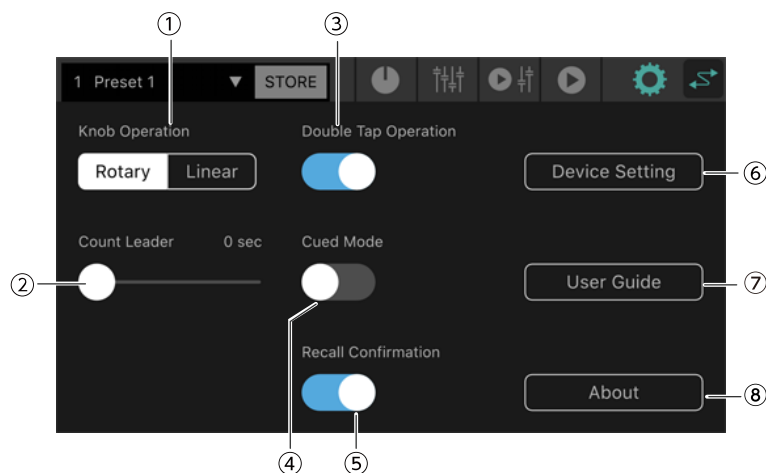 ① ③
1 Preset 1 ▼ STORE
Knob Operation Double Tap Operation
Rotary Linear Device Setting ⑥
Count Leader 0 sec Cued Mode
② User Guide ⑦
Recall Confirmation
About ⑧
④ ⑤